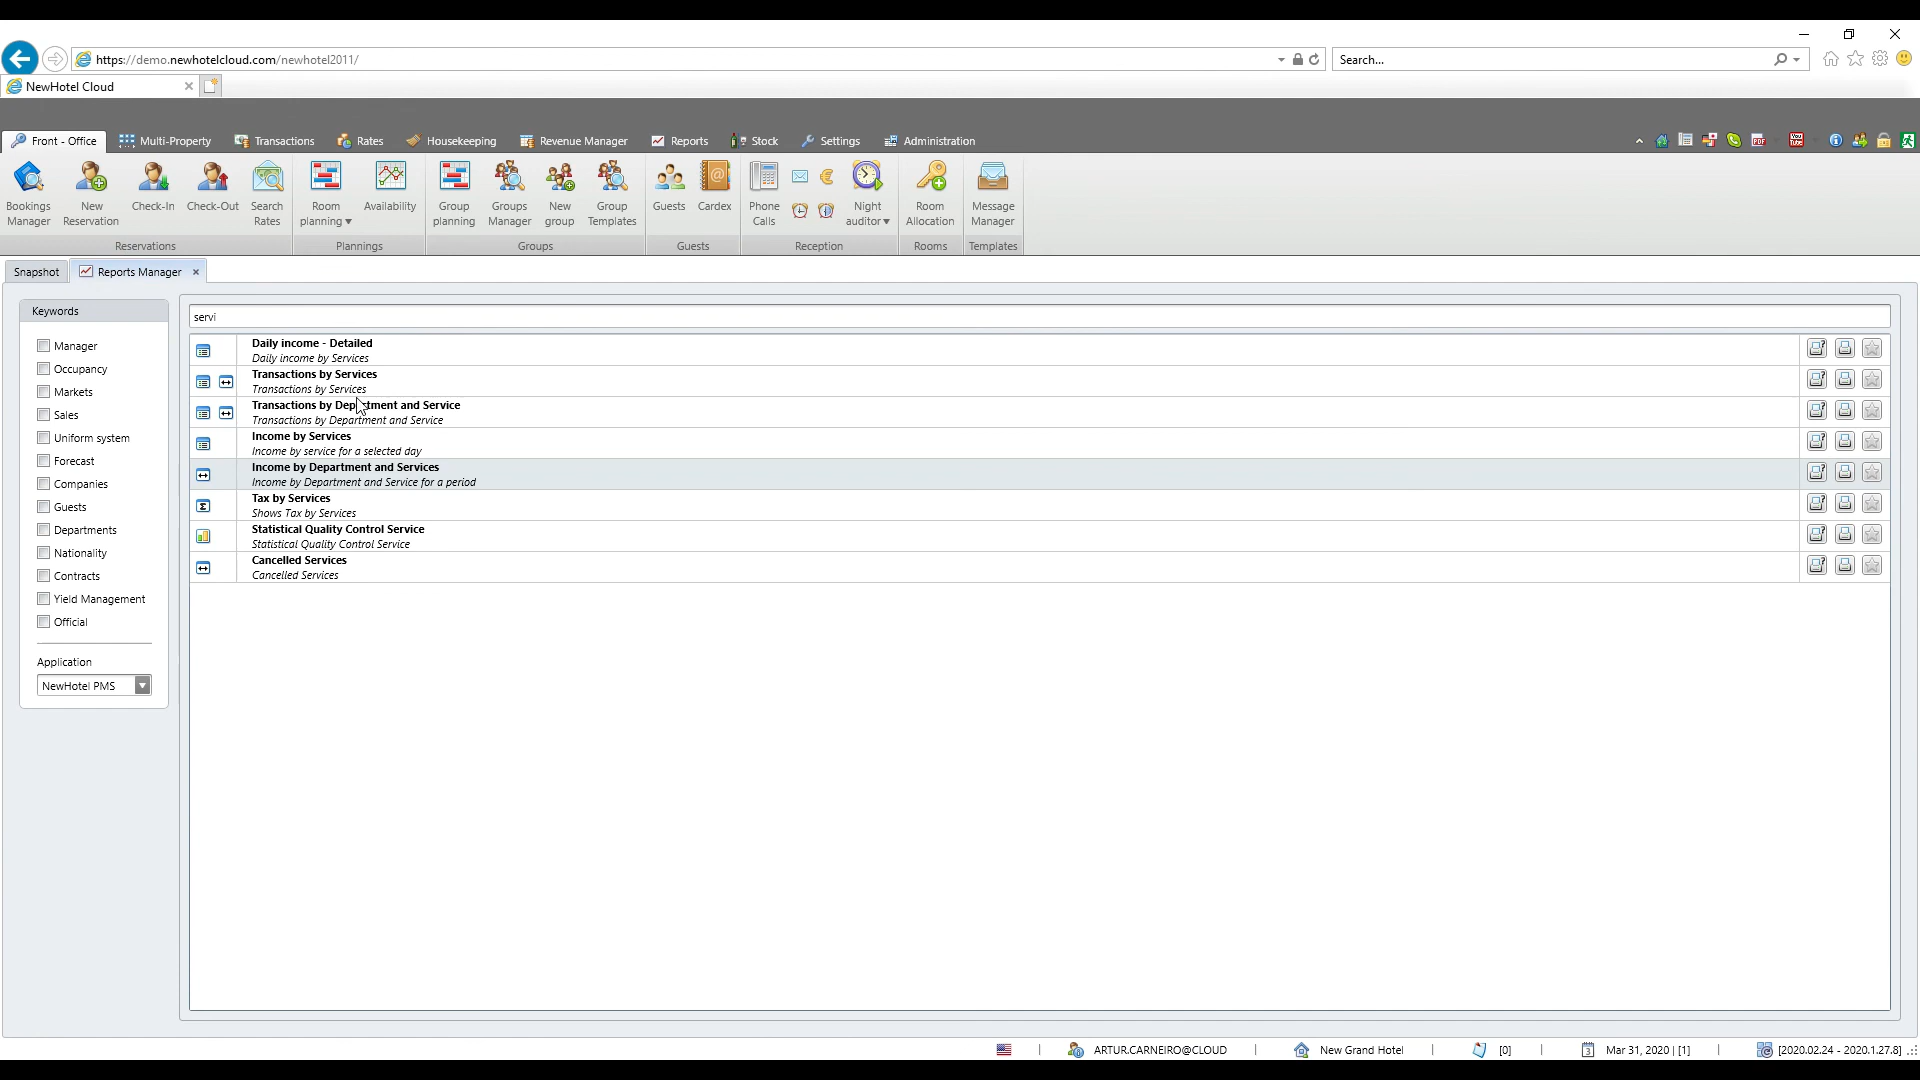 https://demo.newhotelcloud.com/newhotel2011/
Search...
NewHotel Cloud
Front - Office
Multi-Property
Transactions
Rates
Housekeeping
Revenue Manager
Reports
Stock
Settings
Administration
Bookings Manager
New Reservation
Check-In
Check-Out
Search Rates
Room planning
Availability
Group planning
Groups Manager
New group
Group Templates
Guests
Cardex
Phone Calls
Night auditor
Room Allocation
Message Manager
Reservations
Plannings
Groups
Guests
Reception
Rooms
Templates
Snapshot
Reports Manager
Keywords
Manager
Occupancy
Markets
Sales
Uniform system
Forecast
Companies
Guests
Departments
Nationality
Contracts
Yield Management
Official
Application
NewHotel PMS
servi
Daily income - Detailed
Daily income by Services
Transactions by Services
Transactions by Services
Transactions by Department and Service
Transactions by Department and Service
Income by Services
Income by service for a selected day
Income by Department and Services
Income by Department and Service for a period
Tax by Services
Shows Tax by Services
Statistical Quality Control Service
Statistical Quality Control Service
Cancelled Services
Cancelled Services
ARTUR.CARNEIRO@CLOUD
New Grand Hotel
[0]
Mar 31, 2020 | [1]
[2020.02.24 - 2020.1.27.8]